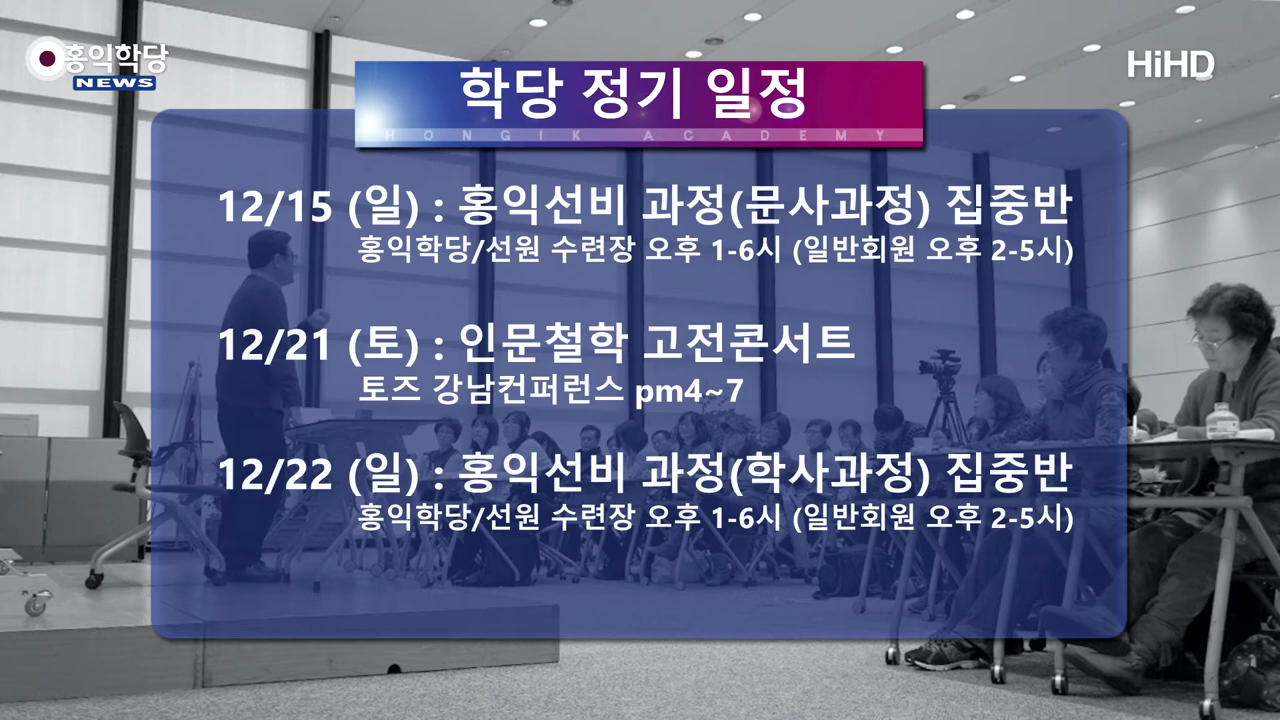 홍익학당
NEWS
HiHD
학당 정기 일정
HONGIK ACADEMY
12/15 (일) : 홍익선비 과정(문사과정) 집중반
홍익학당/선원 수련장 오후 1-6시 (일반회원 오후 2-5시)
12/21 (토) : 인문철학 고전콘서트
토즈 강남컨퍼런스 pm4~7
12/22 (일) : 홍익선비 과정(학사과정) 집중반
홍익학당/선원 수련장 오후 1-6시 (일반회원 오후 2-5시)